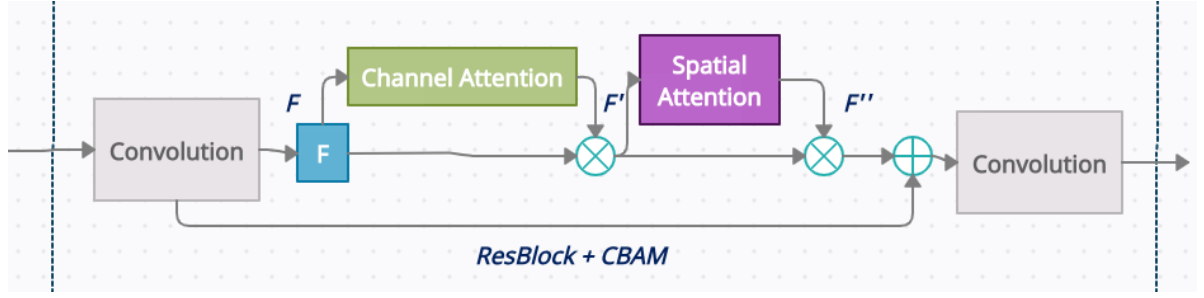 Channel Attention
Spatial
Attention
F
F'
F''
Convolution
F
Convolution
ResBlock + CBAM